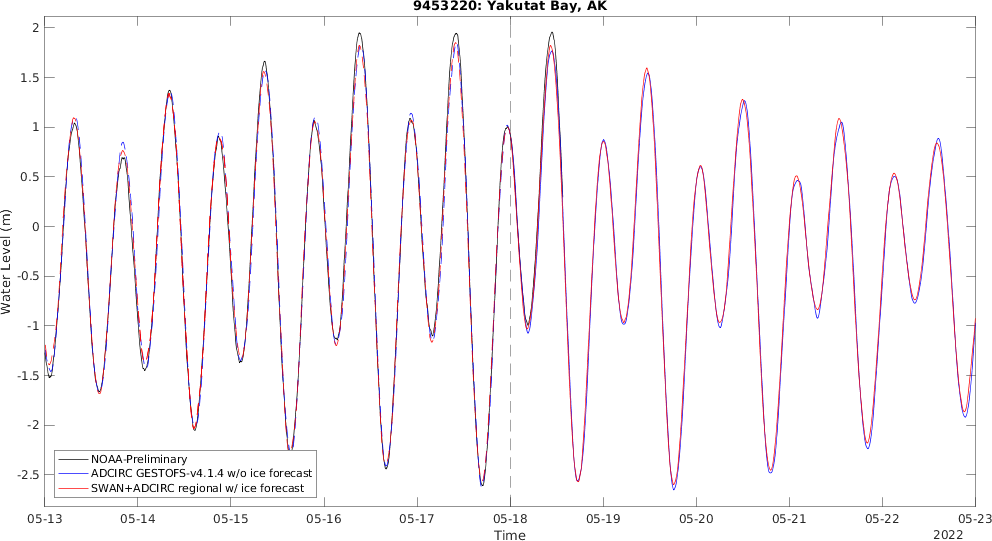 9453220: Yakutat Bay, AK
2
1.5
1
0.5
0
-0.5
-1
-1.5
-2
-2.5
Water Level (m)
NOAA-Preliminary
ADCIRC GESTOFS-v4.1.4 w/o ice forecast
SWAN+ADCIRC regional w/ ice forecast
05-13 05-14 05-15 05-16 05-17 05-18 05-19 05-20 05-21 05-22 05-23
Time
2022